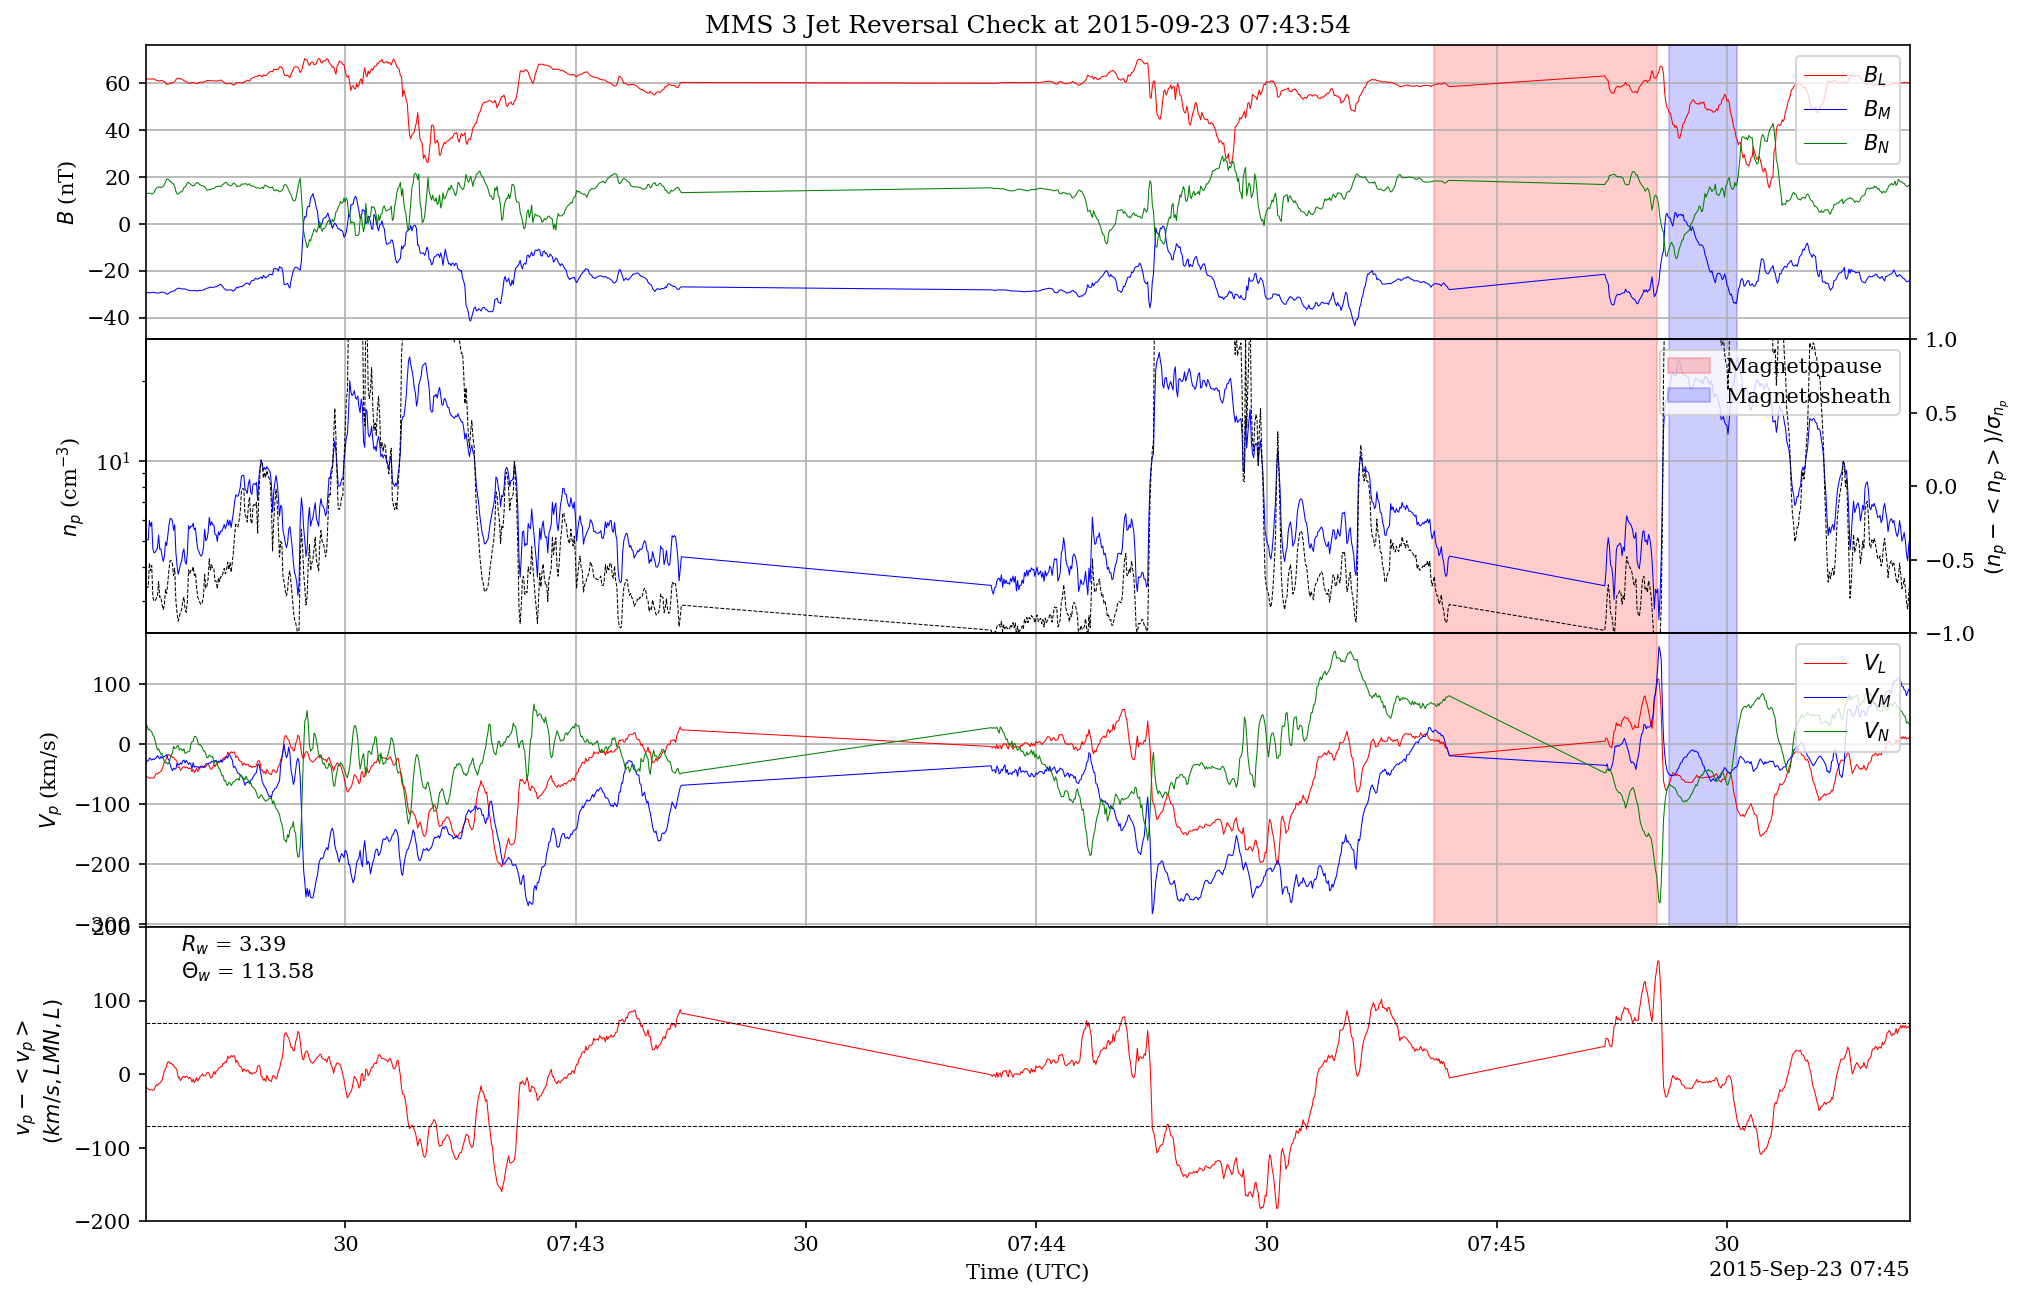 MMS 3 Jet Reversal Check at 2015-09-23 07:43:54
60
40
20
0
−20
−40
B (nT)
B_L
B_M
B_N
10^1
n_p (cm^{−3})
Magnetopause
Magnetosheath
1.0
0.5
0.0
−0.5
−1.0
(n_p − < n_p >)/σ_{n_p}
100
0
−100
−200
−300
V_p (km/s)
V_L
V_M
V_N
200
100
0
−100
−200
v_p − < v_p >
(km/s, LMN, L)
R_w = 3.39
Θ_w = 113.58
30
07:43
30
07:44
30
07:45
30
Time (UTC)
2015-Sep-23 07:45